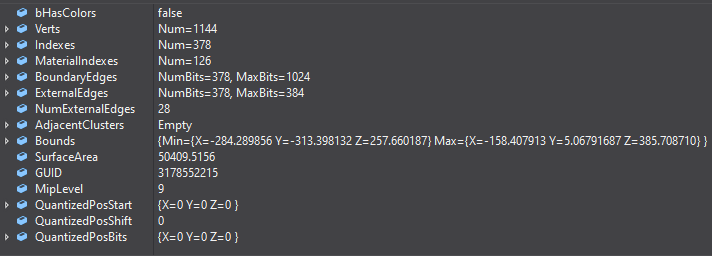 bHasColors false
Verts Num=1144
Indexes Num=378
MaterialIndexes Num=126
BoundaryEdges NumBits=378, MaxBits=1024
ExternalEdges NumBits=378, MaxBits=384
NumExternalEdges 28
AdjacentClusters Empty
Bounds {Min={X=-284.289856 Y=-313.398132 Z=257.660187} Max={X=-158.407913 Y=5.06791687 Z=385.708710} }
SurfaceArea 50409.5156
GUID 3178552215
MipLevel 9
QuantizedPosStart {X=0 Y=0 Z=0 }
QuantizedPosShift 0
QuantizedPosBits {X=0 Y=0 Z=0 }